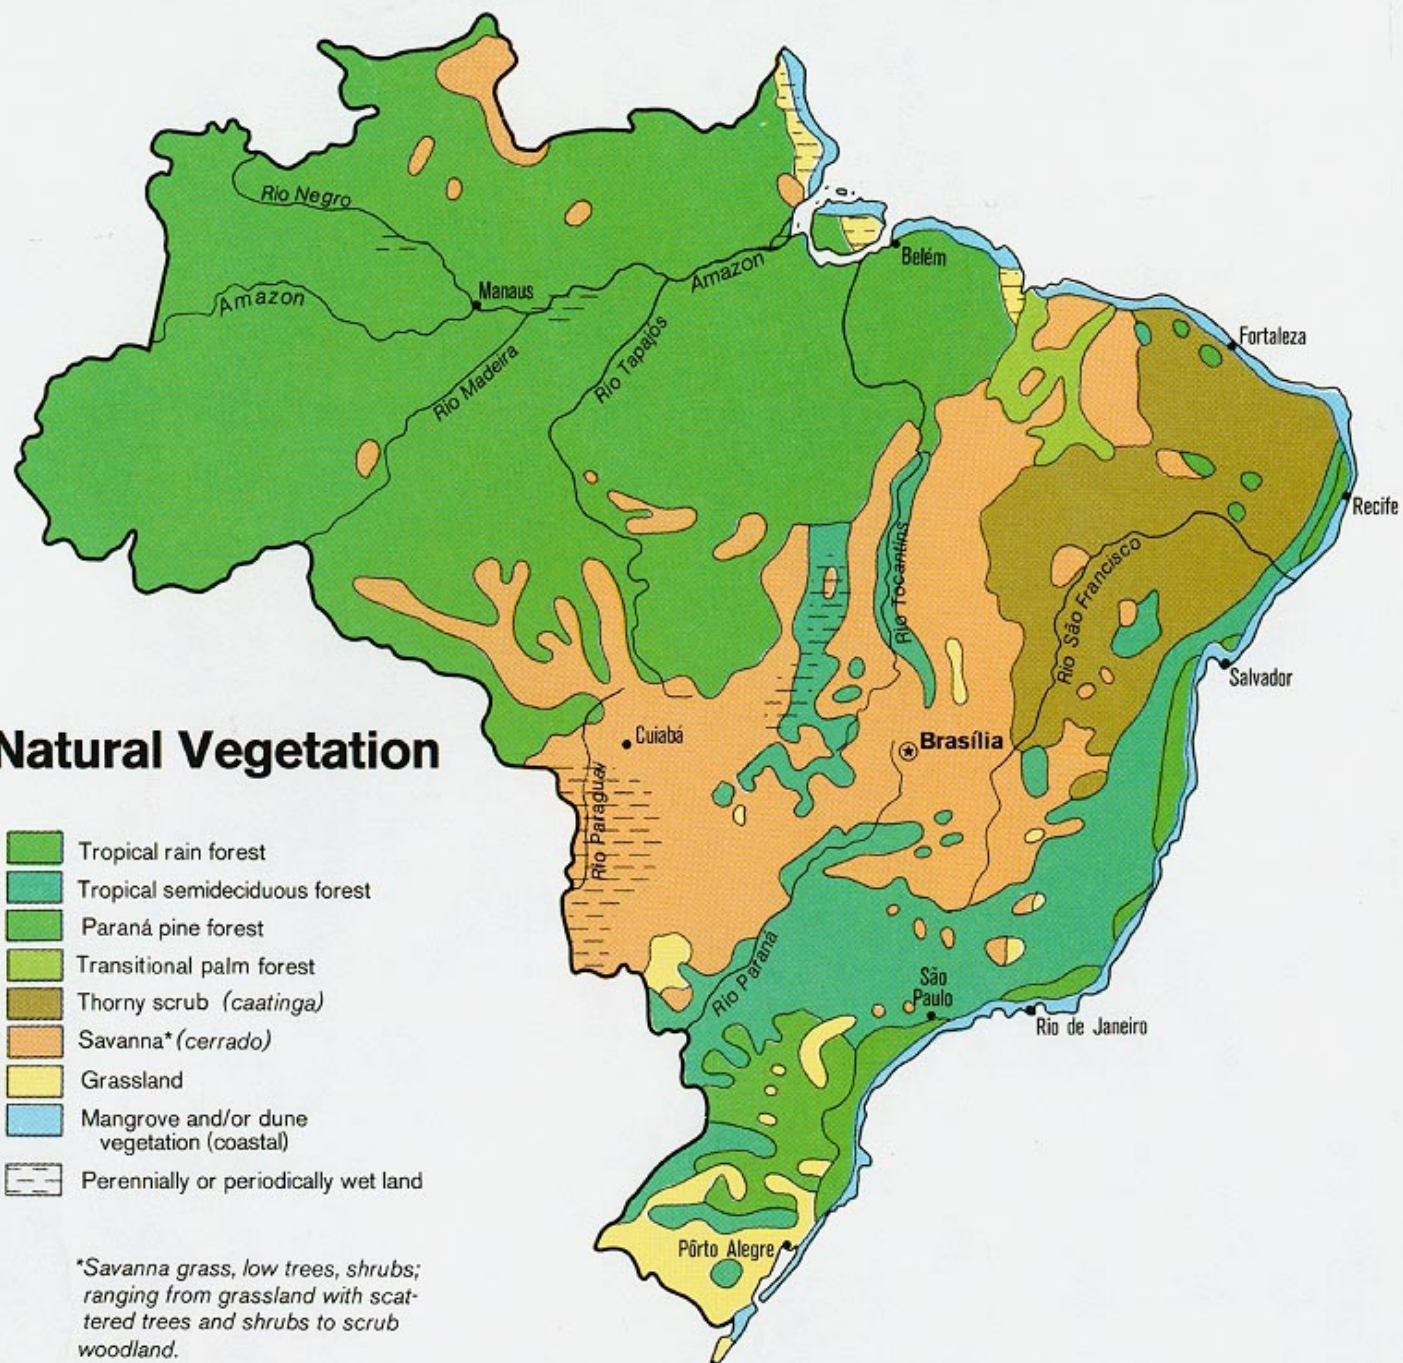 Rio Negro
Amazon
Manaus
Amazon
Belém
Rio Madeira
Rio Tapajós
Fortaleza
Recife
Rio Tocantins
Rio São Francisco
Salvador
Natural Vegetation
Cuiabá
Brasília
Rio Paraguai
Tropical rain forest
Tropical semideciduous forest
Paraná pine forest
Transitional palm forest
Thorny scrub (caatinga)
Savanna* (cerrado)
Grassland
Mangrove and/or dune
vegetation (coastal)
Perennially or periodically wet land
Rio Paraná
São
Paulo
Rio de Janeiro
Pôrto Alegre
*Savanna grass, low trees, shrubs;
ranging from grassland with scat-
tered trees and shrubs to scrub
woodland.